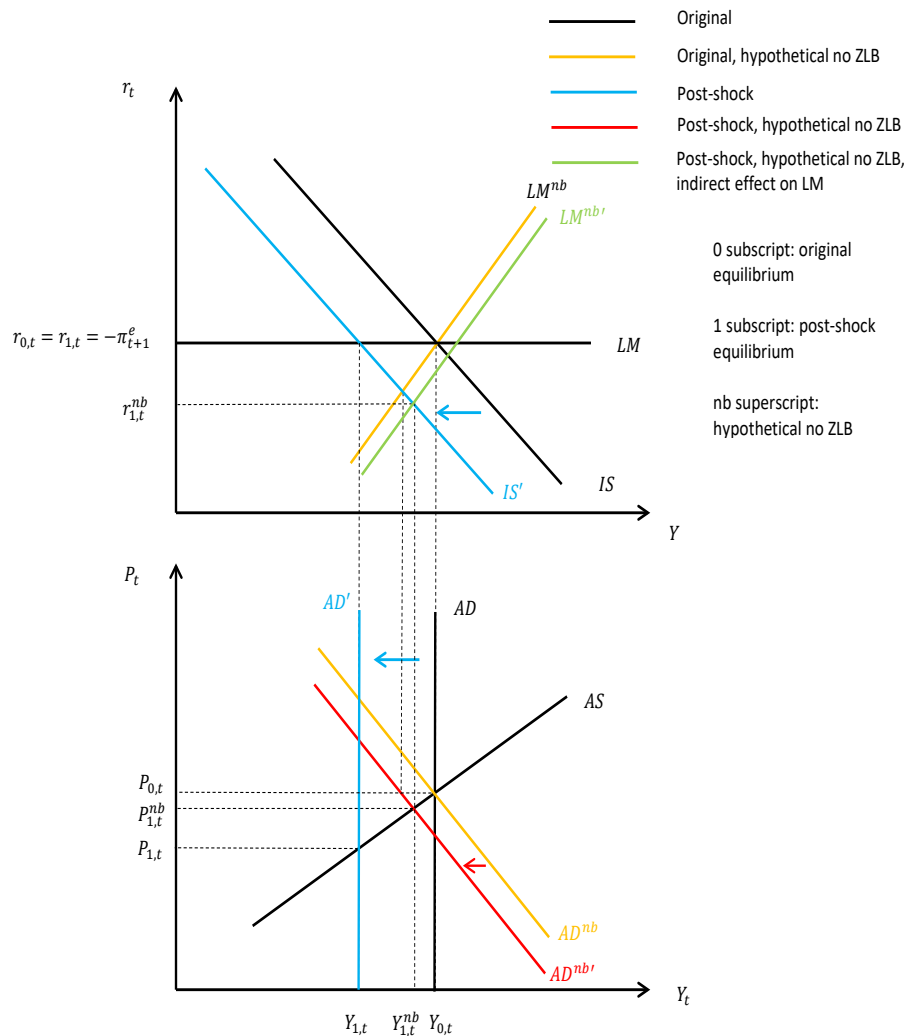 Original
Original, hypothetical no ZLB
Post-shock
Post-shock, hypothetical no ZLB
Post-shock, hypothetical no ZLB,
indirect effect on LM
0 subscript: original
equilibrium
1 subscript: post-shock
equilibrium
nb superscript:
hypothetical no ZLB
r_t
LM^{nb}
LM^{nb′}
r_{0,t} = r_{1,t} = −π^e_{t+1}
LM
r^{nb}_{1,t}
IS′
IS
Y
P_t
AD′
AD
AS
P_{0,t}
P^{nb}_{1,t}
P_{1,t}
AD^{nb}
AD^{nb′}
Y_{1,t}
Y^{nb}_{1,t}
Y_{0,t}
Y_t